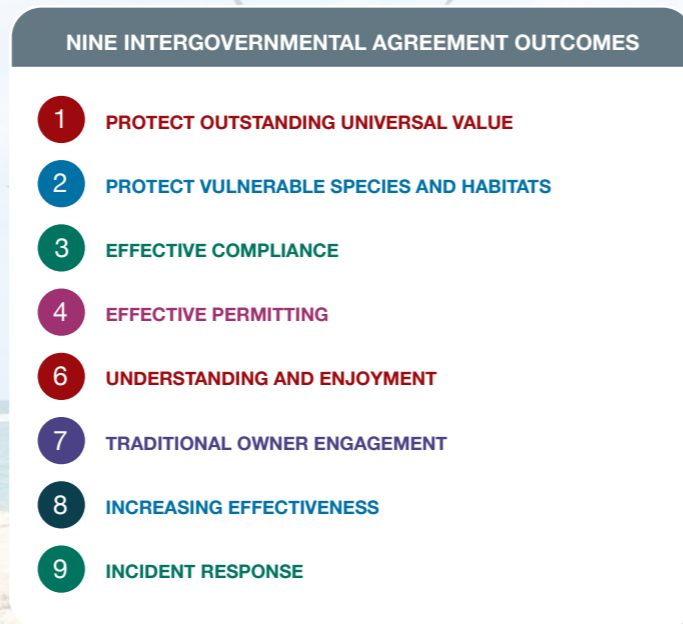 NINE INTERGOVERNMENTAL AGREEMENT OUTCOMES
1 PROTECT OUTSTANDING UNIVERSAL VALUE
2 PROTECT VULNERABLE SPECIES AND HABITATS
3 EFFECTIVE COMPLIANCE
4 EFFECTIVE PERMITTING
6 UNDERSTANDING AND ENJOYMENT
7 TRADITIONAL OWNER ENGAGEMENT
8 INCREASING EFFECTIVENESS
9 INCIDENT RESPONSE